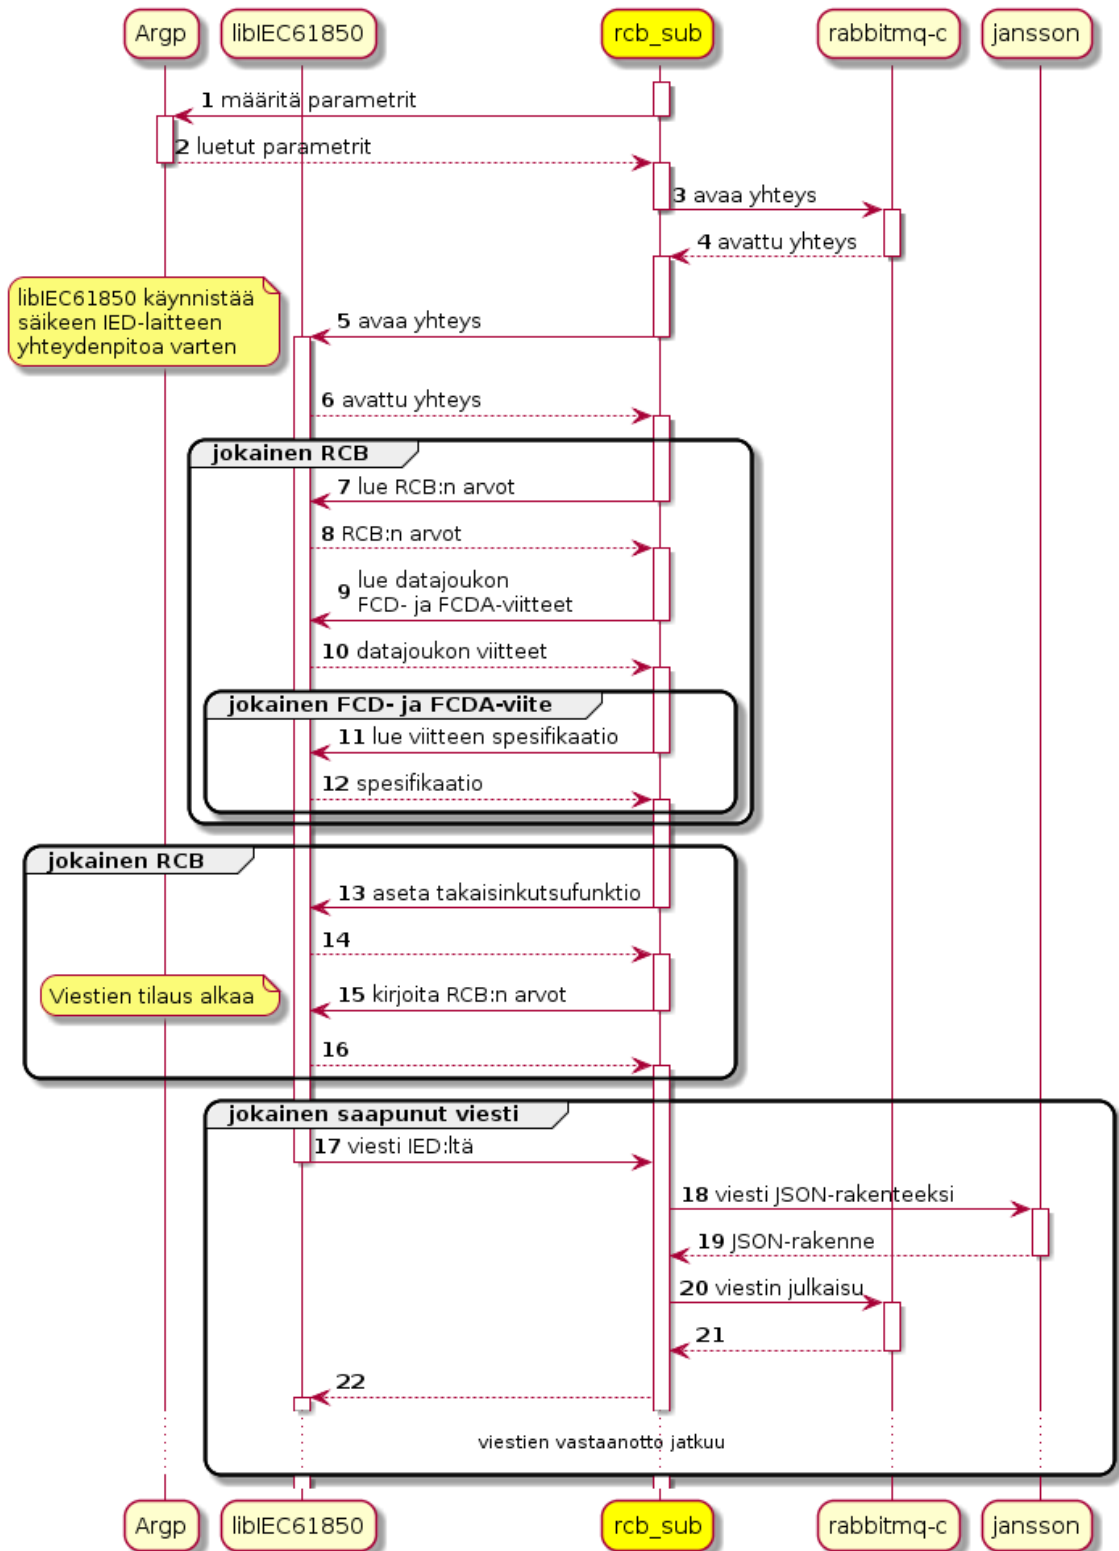 Argp
libIEC61850
rcb_sub
rabbitmq-c
jansson
1 määritä parametrit
2 luetut parametrit
3 avaa yhteys
4 avattu yhteys
libIEC61850 käynnistää
säikeen IED-laitteen
yhteydenpitoa varten
5 avaa yhteys
6 avattu yhteys
jokainen RCB
7 lue RCB:n arvot
8 RCB:n arvot
9 lue datajoukon
FCD- ja FCDA-viitteet
10 datajoukon viitteet
jokainen FCD- ja FCDA-viite
11 lue viitteen spesifikaatio
12 spesifikaatio
jokainen RCB
13 aseta takaisinkutsufunktio
14
Viestien tilaus alkaa
15 kirjoita RCB:n arvot
16
jokainen saapunut viesti
17 viesti IED:ltä
18 viesti JSON-rakenteeksi
19 JSON-rakenne
20 viestin julkaisu
21
22
viestien vastaanotto jatkuu
Argp
libIEC61850
rcb_sub
rabbitmq-c
jansson